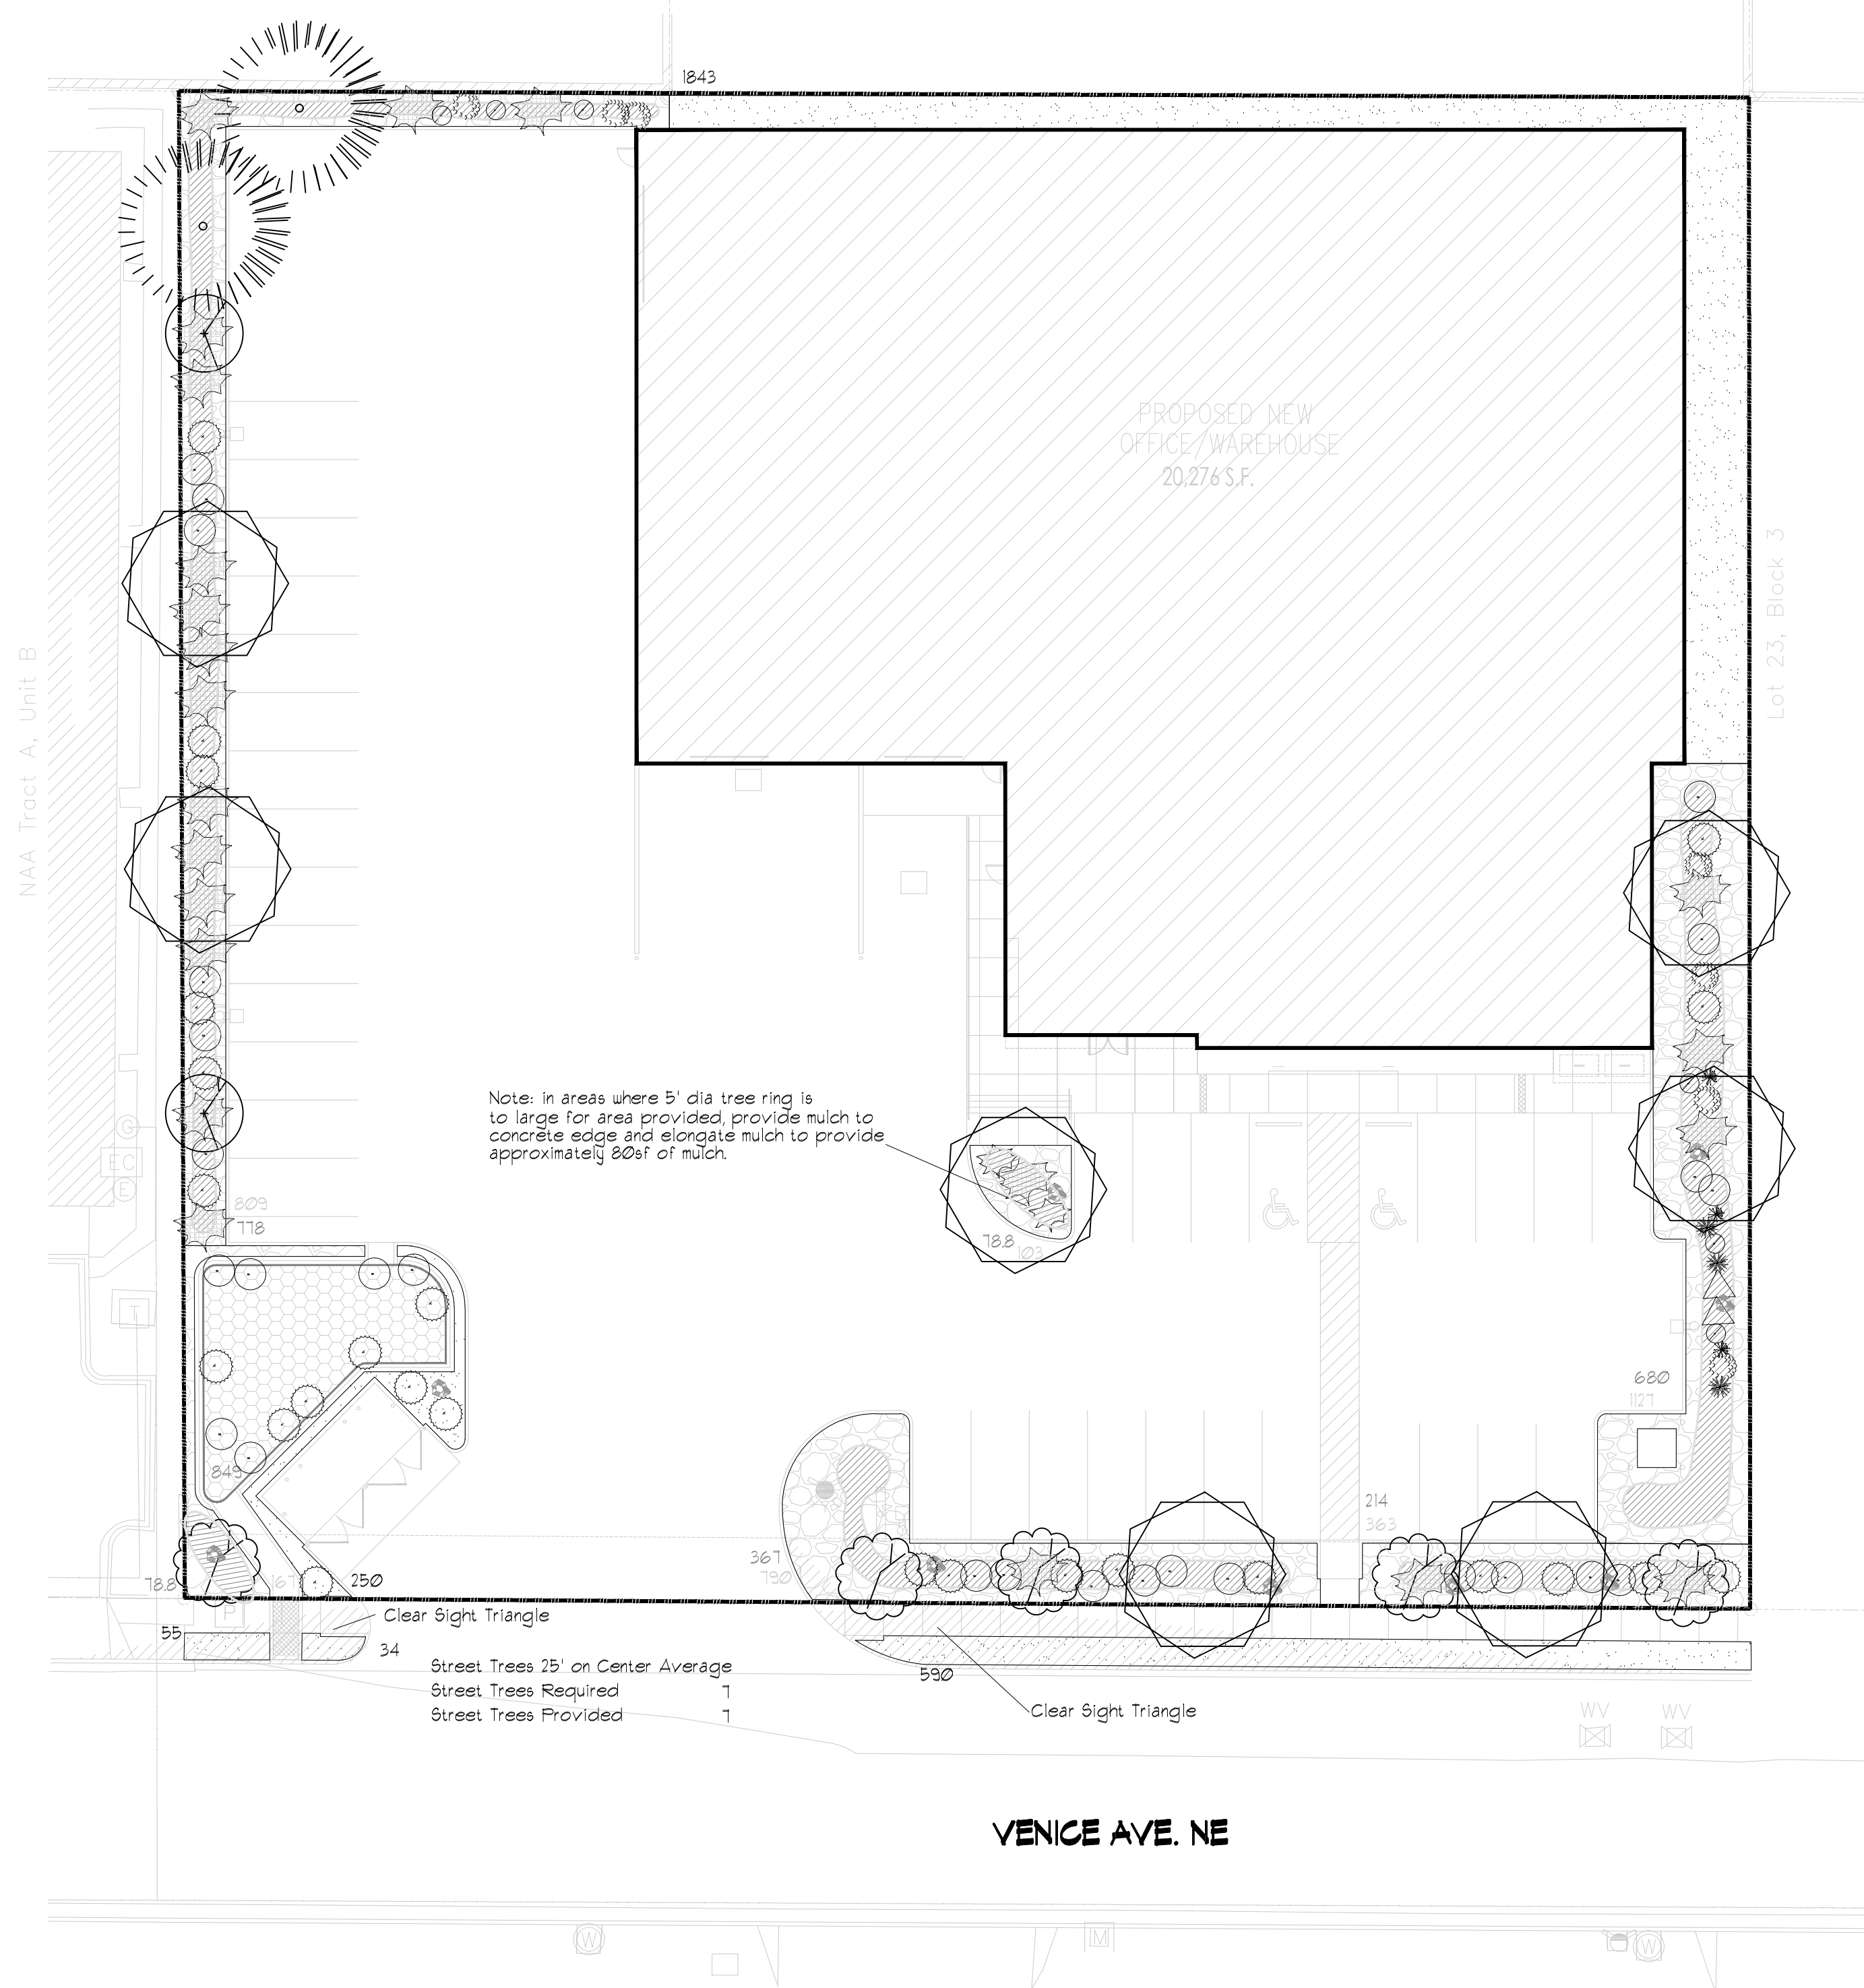 1843
PROPOSED NEW
OFFICE/WAREHOUSE
20,276 S.F.
Lot 23, Block 3
NAA Tract A, Unit B
Note: in areas where 5' dia tree ring is
to large for area provided, provide mulch to
concrete edge and elongate mulch to provide
approximately 80sf of mulch.
G
EC
E
809
778
78.8
103
T
680
1127
849
214
363
367
790
78.8
167
250
P
Clear Sight Triangle
55
34
Street Trees 25' on Center Average
Street Trees Required 7
Street Trees Provided 7
590
Clear Sight Triangle
WV
WV
VENICE AVE. NE
W
M
W